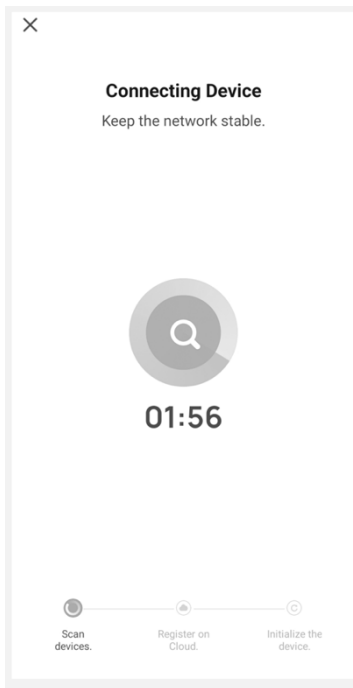 Connecting Device
Keep the network stable.
01:56
Scan
devices.
Register on
Cloud.
Initialize the
device.